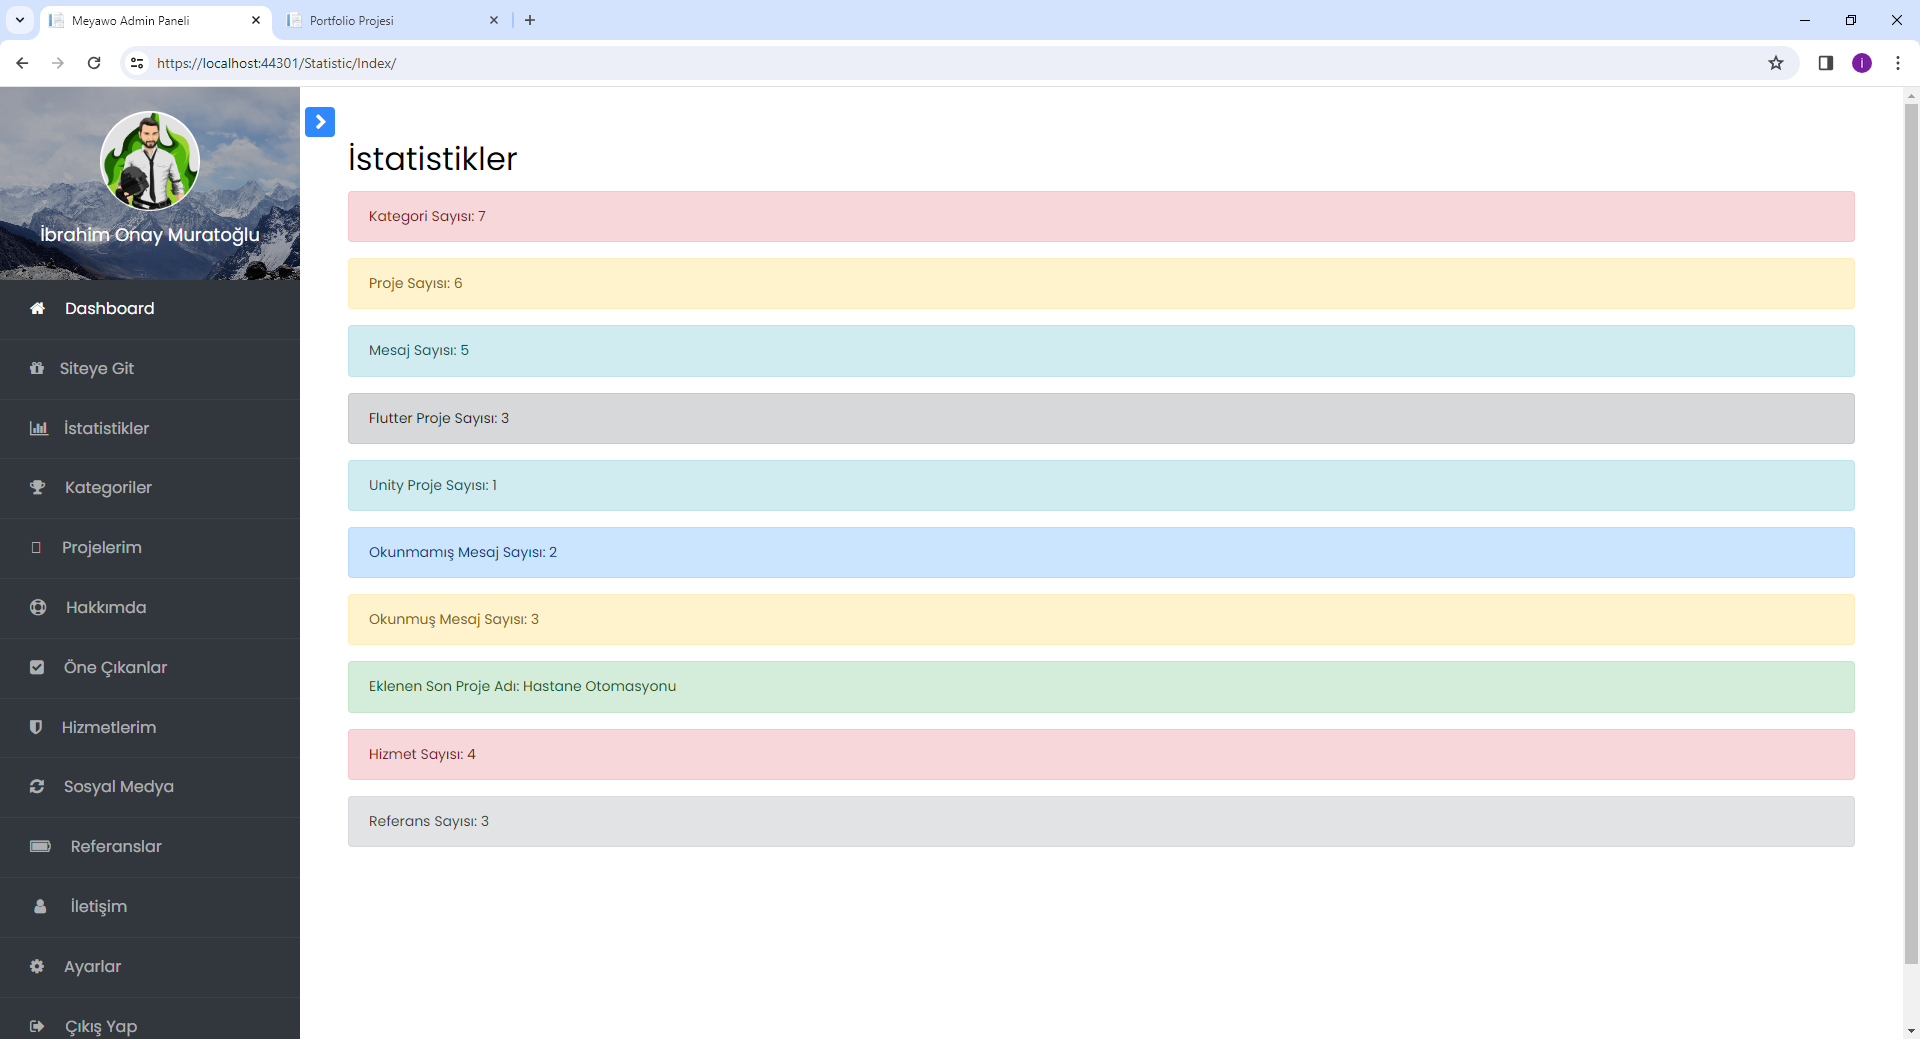 Meyawo Admin Paneli
Portfolio Projesi
https://localhost:44301/Statistic/Index/
i
İbrahim Onay Muratoğlu
Dashboard
Siteye Git
İstatistikler
Kategoriler
Projelerim
Hakkımda
Öne Çıkanlar
Hizmetlerim
Sosyal Medya
Referanslar
İletişim
Ayarlar
Çıkış Yap
İstatistikler
Kategori Sayısı: 7
Proje Sayısı: 6
Mesaj Sayısı: 5
Flutter Proje Sayısı: 3
Unity Proje Sayısı: 1
Okunmamış Mesaj Sayısı: 2
Okunmuş Mesaj Sayısı: 3
Eklenen Son Proje Adı: Hastane Otomasyonu
Hizmet Sayısı: 4
Referans Sayısı: 3